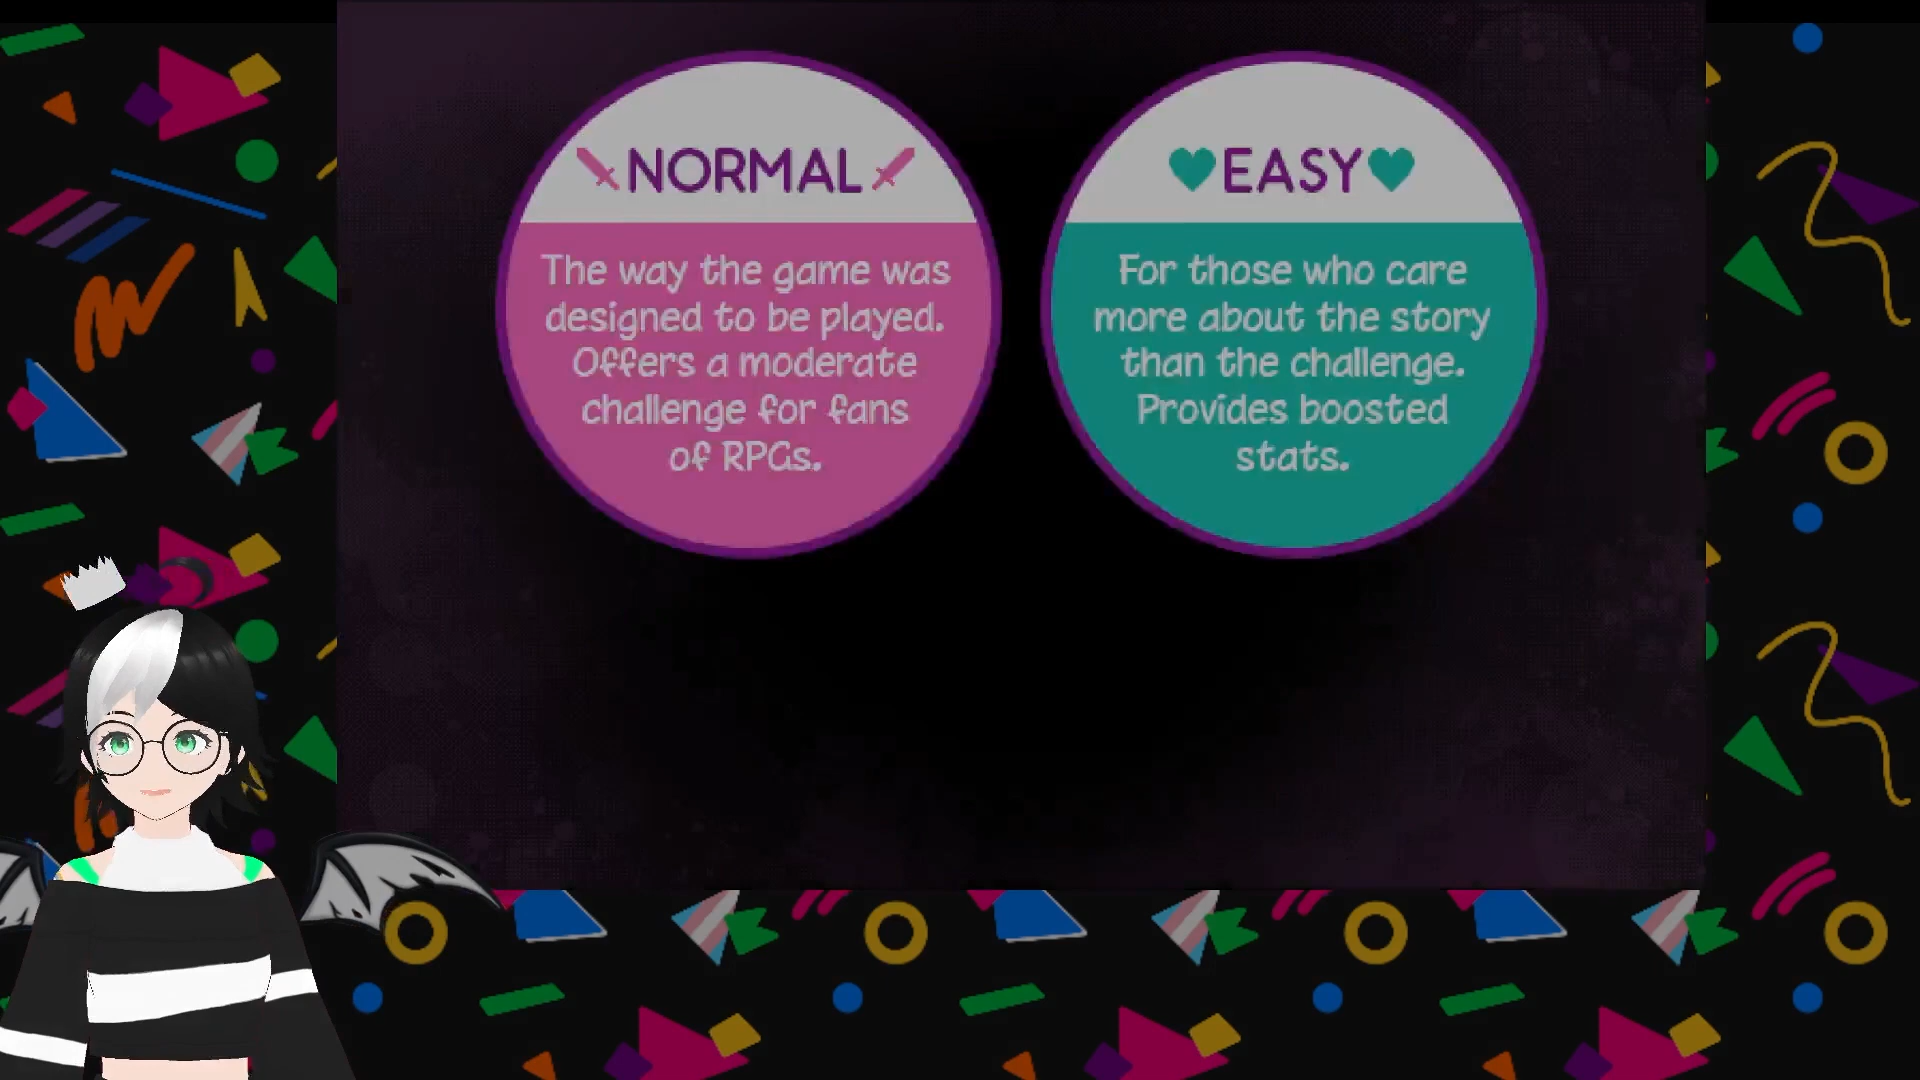 NORMAL
The way the game was
designed to be played.
Offers a moderate
challenge for fans
of RPGs.
EASY
For those who care
more about the story
than the challenge.
Provides boosted
stats.